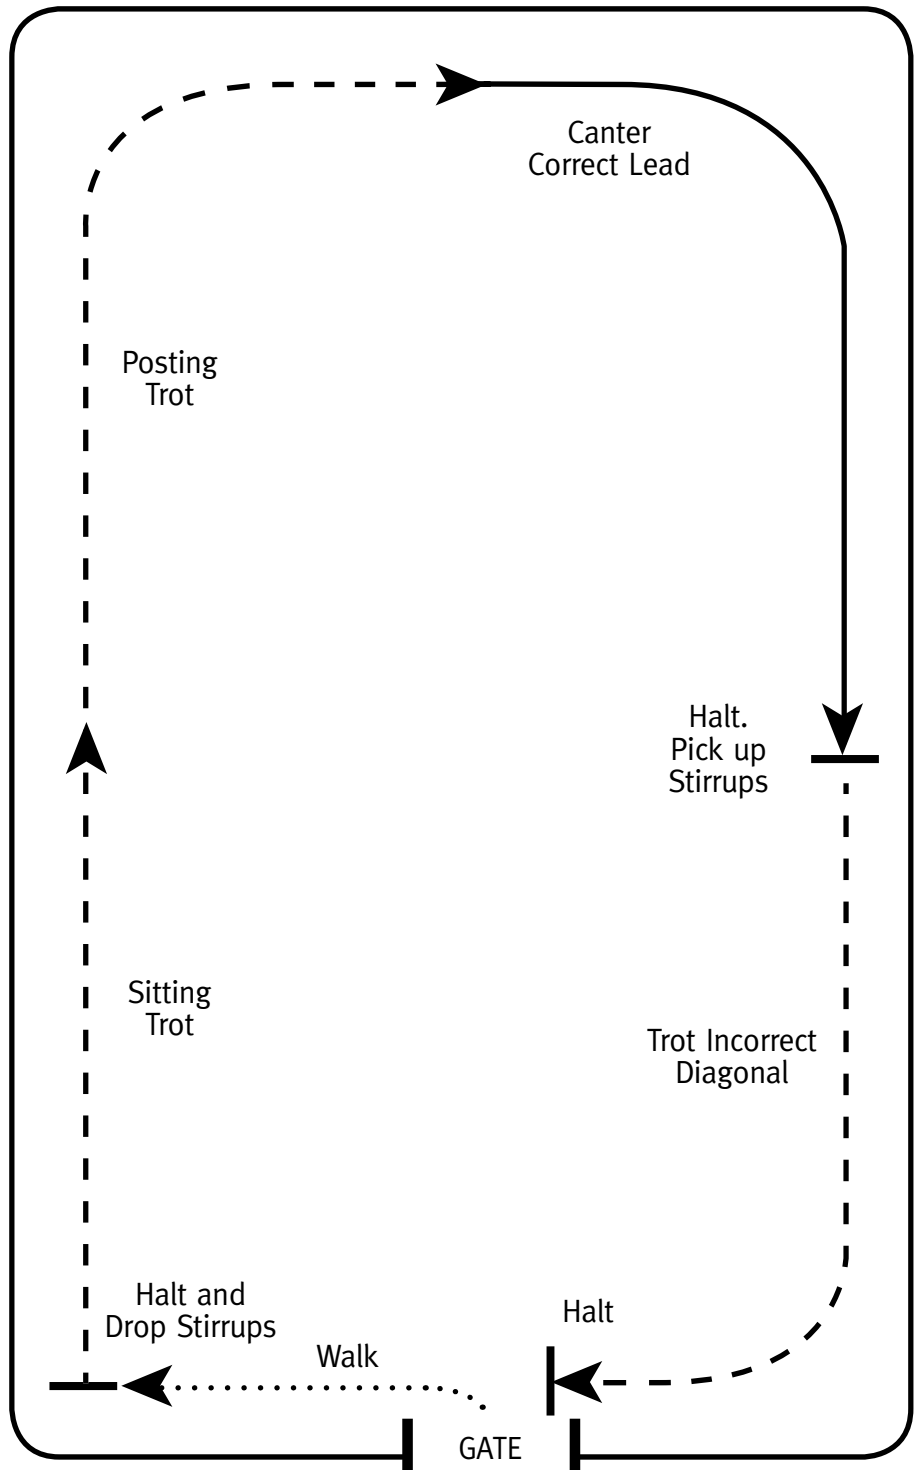 Canter
Correct Lead
Posting
Trot
Halt.
Pick up
Stirrups
Sitting
Trot
Trot Incorrect
Diagonal
Halt and
Drop Stirrups
Halt
Walk
GATE